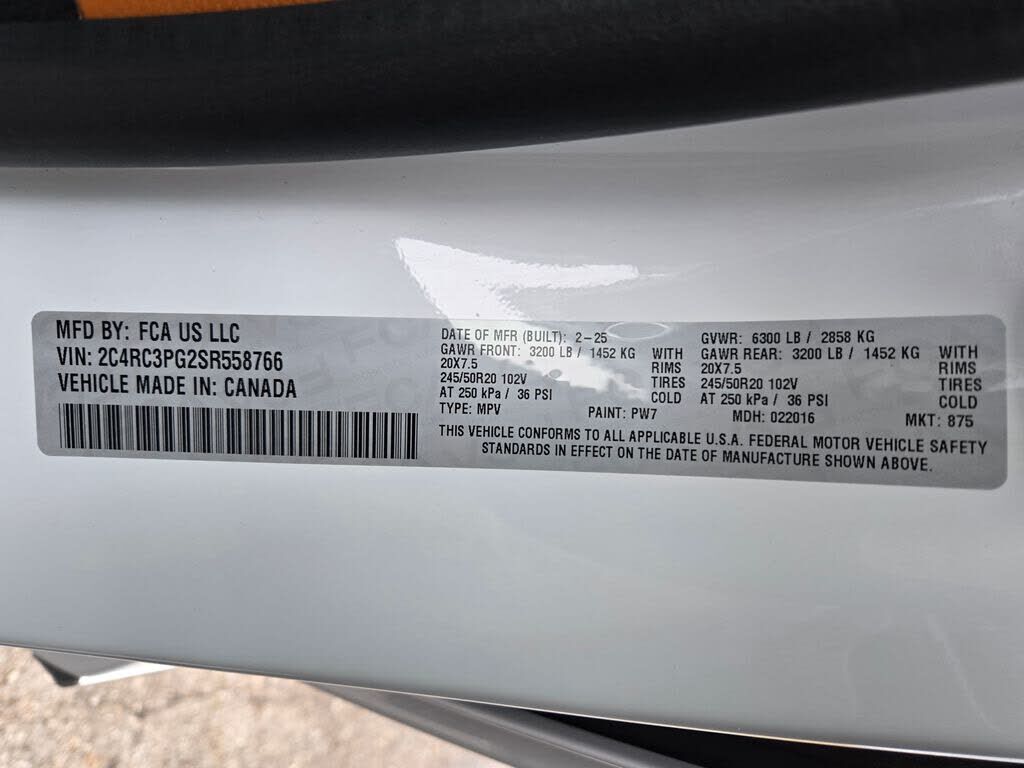 MFD BY: FCA US LLC
VIN: 2C4RC3PG2SR558766
VEHICLE MADE IN: CANADA
DATE OF MFR (BUILT): 2-25
GAWR FRONT: 3200 LB / 1452 KG WITH
20X7.5 RIMS
245/50R20 102V TIRES
AT 250 kPa / 36 PSI COLD
TYPE: MPV PAINT: PW7
GVWR: 6300 LB / 2858 KG
GAWR REAR: 3200 LB / 1452 KG WITH
20X7.5 RIMS
245/50R20 102V TIRES
AT 250 kPa / 36 PSI COLD
MDH: 022016 MKT: 875
THIS VEHICLE CONFORMS TO ALL APPLICABLE U.S.A. FEDERAL MOTOR VEHICLE SAFETY
STANDARDS IN EFFECT ON THE DATE OF MANUFACTURE SHOWN ABOVE.